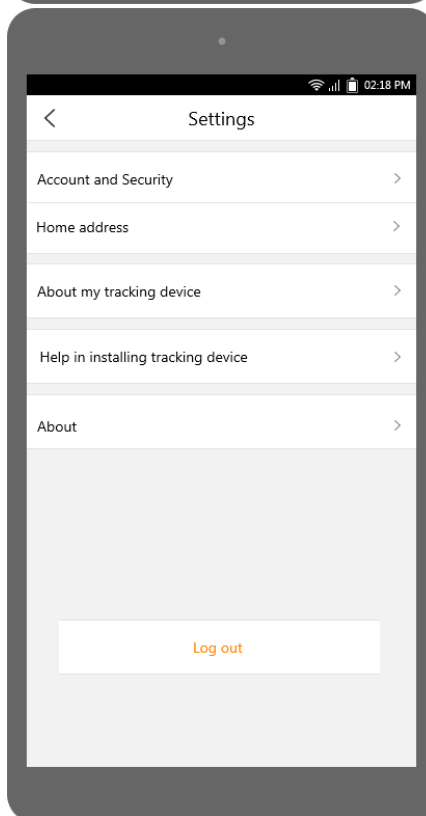 02:18 PM
Settings
Account and Security
Home address
About my tracking device
Help in installing tracking device
About
Log out